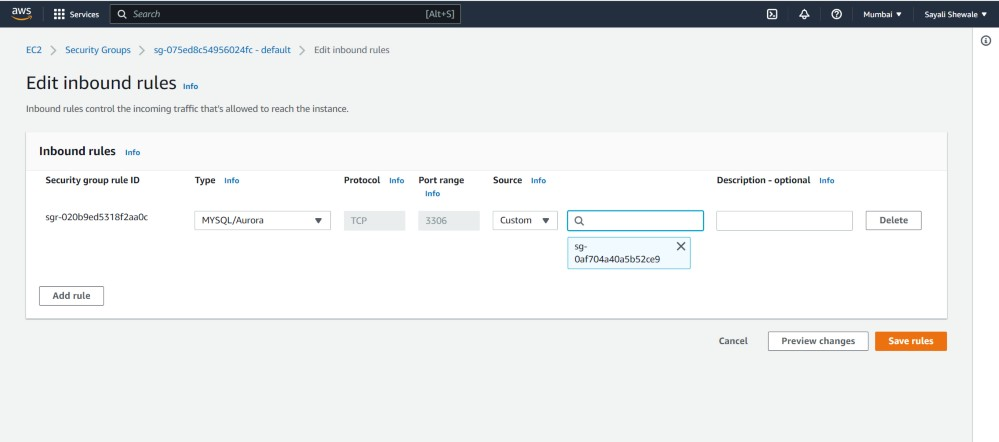 aws Services Search [Alt+S] Mumbai Sayali Shewale
EC2 Security Groups sg-075ed8c54956024fc - default Edit inbound rules
Edit inbound rules Info
Inbound rules control the incoming traffic that's allowed to reach the instance.
Inbound rules Info
Security group rule ID Type Info Protocol Info Port range Info Source Info Description - optional Info
sgr-020b9ed5318f2aa0c MYSQL/Aurora TCP 3306 Custom Delete
sg-
0af704a40a5b52ce9
Add rule
Cancel Preview changes Save rules